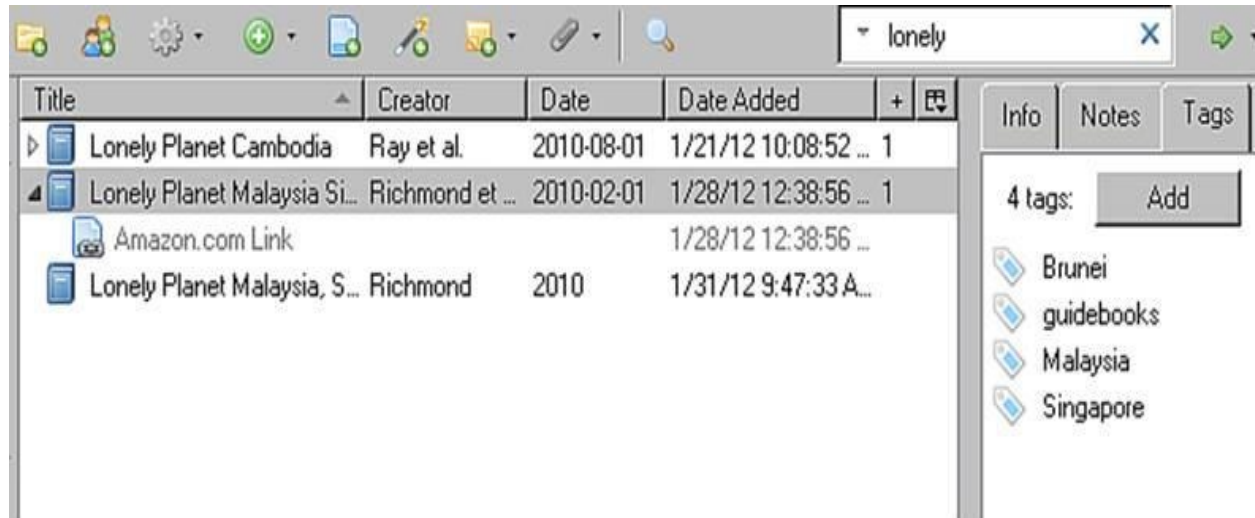 lonely
Title Creator Date Date Added +
Info Notes Tags
Lonely Planet Cambodia Ray et al. 2010-08-01 1/21/12 10:08:52 ... 1
Lonely Planet Malaysia Si... Richmond et ... 2010-02-01 1/28/12 12:38:56 ... 1
Amazon.com Link 1/28/12 12:38:56 ...
Lonely Planet Malaysia, S... Richmond 2010 1/31/12 9:47:33 A...
4 tags: Add
Brunei
guidebooks
Malaysia
Singapore